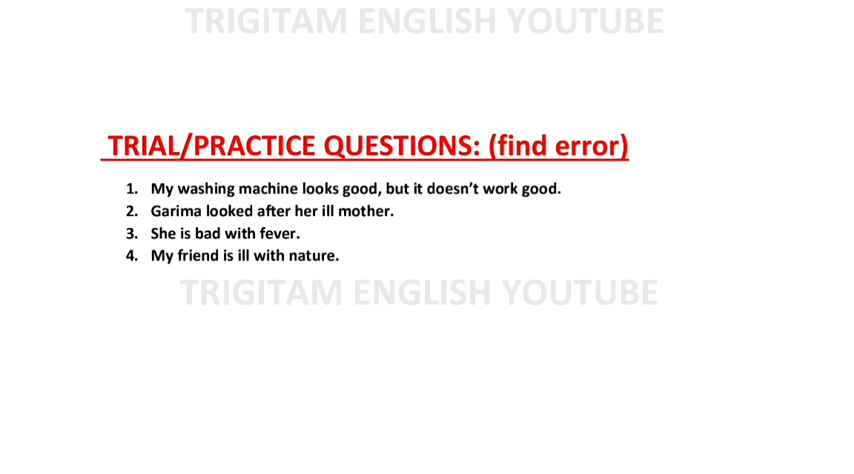 TRIGITAM ENGLISH YOUTUBE
TRIAL/PRACTICE QUESTIONS: (find error)
1. My washing machine looks good, but it doesn't work good.
2. Garima looked after her ill mother.
3. She is bad with fever.
4. My friend is ill with nature.
TRIGITAM ENGLISH YOUTUBE